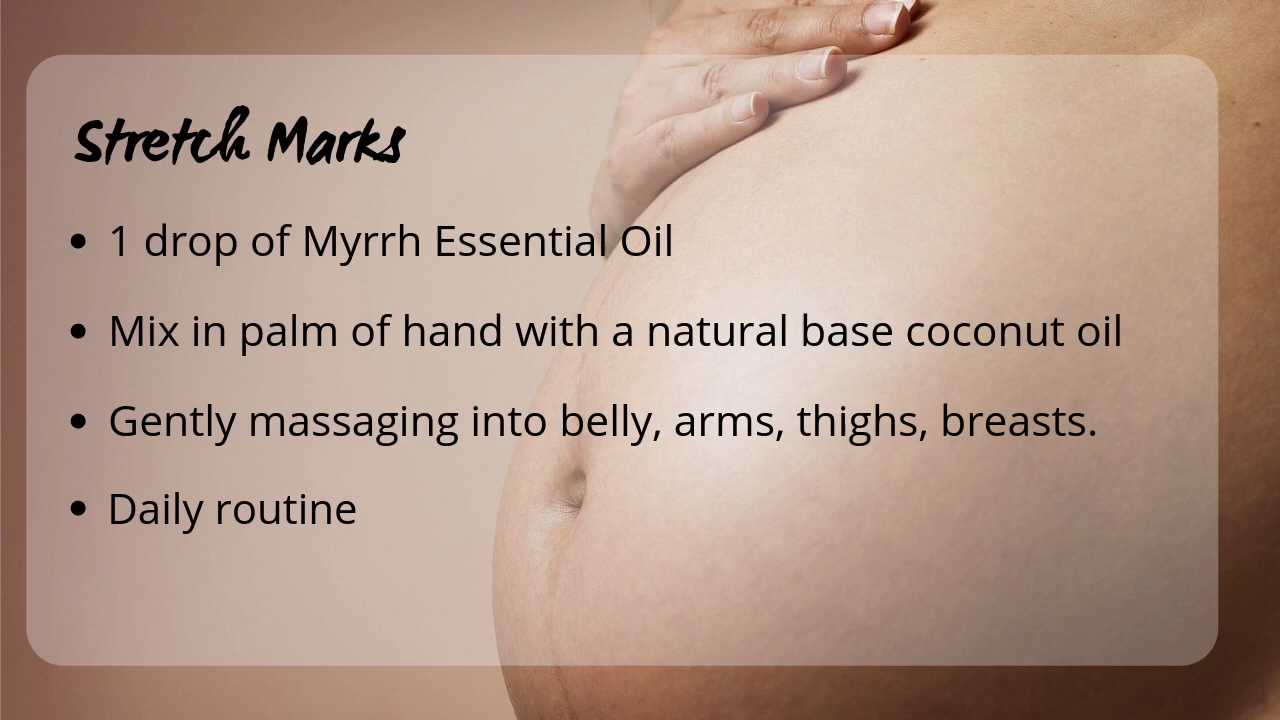 Stretch Marks
• 1 drop of Myrrh Essential Oil
• Mix in palm of hand with a natural base coconut oil
• Gently massaging into belly, arms, thighs, breasts.
• Daily routine